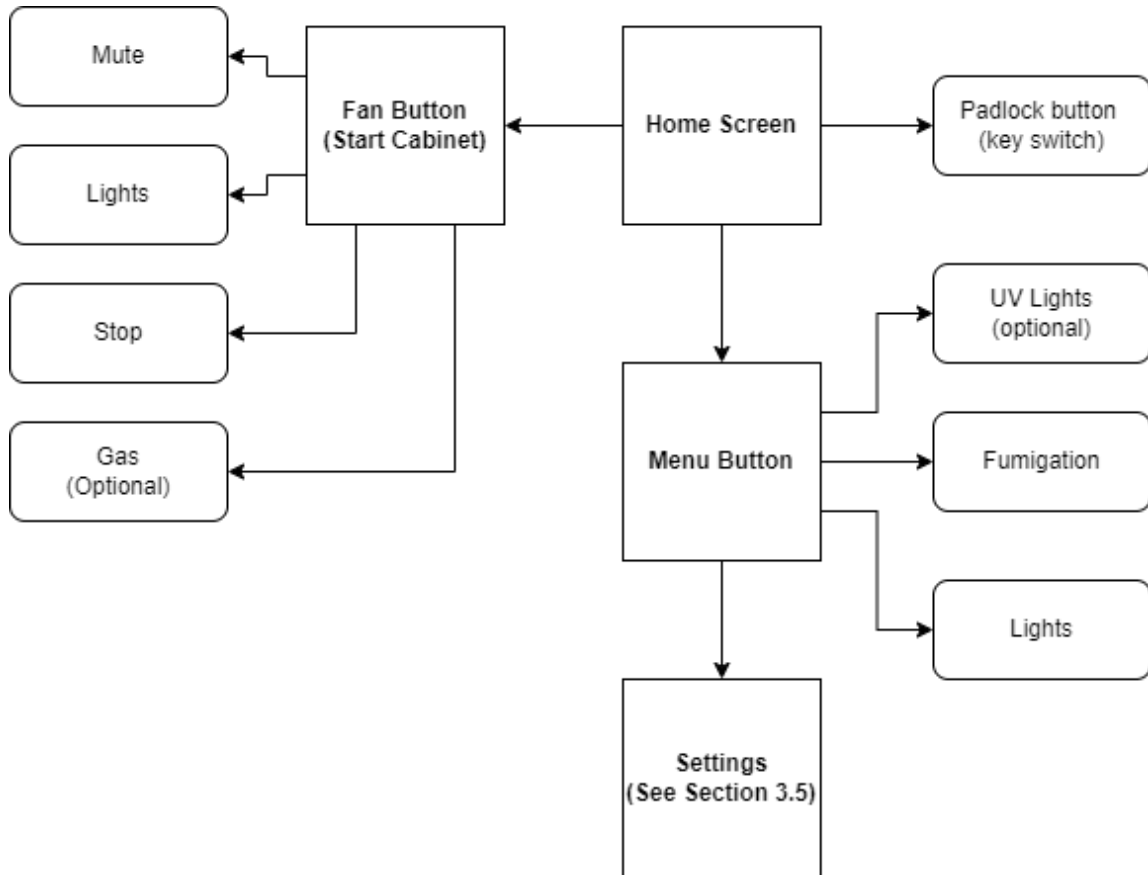 Mute
Fan Button
(Start Cabinet)
Home Screen
Padlock button
(key switch)
Lights
Stop
UV Lights
(optional)
Gas
(Optional)
Menu Button
Fumigation
Lights
Settings
(See Section 3.5)